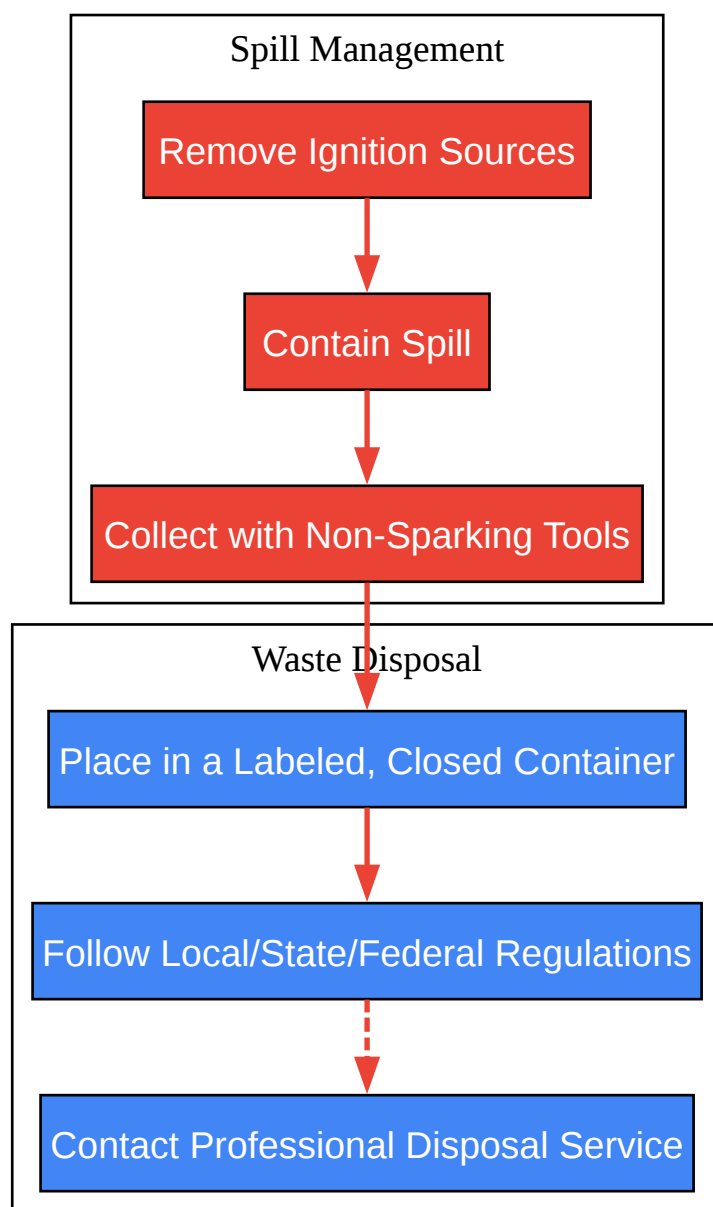 Spill Management
Remove Ignition Sources
Contain Spill
Collect with Non-Sparking Tools
Waste Disposal
Place in a Labeled, Closed Container
Follow Local/State/Federal Regulations
Contact Professional Disposal Service